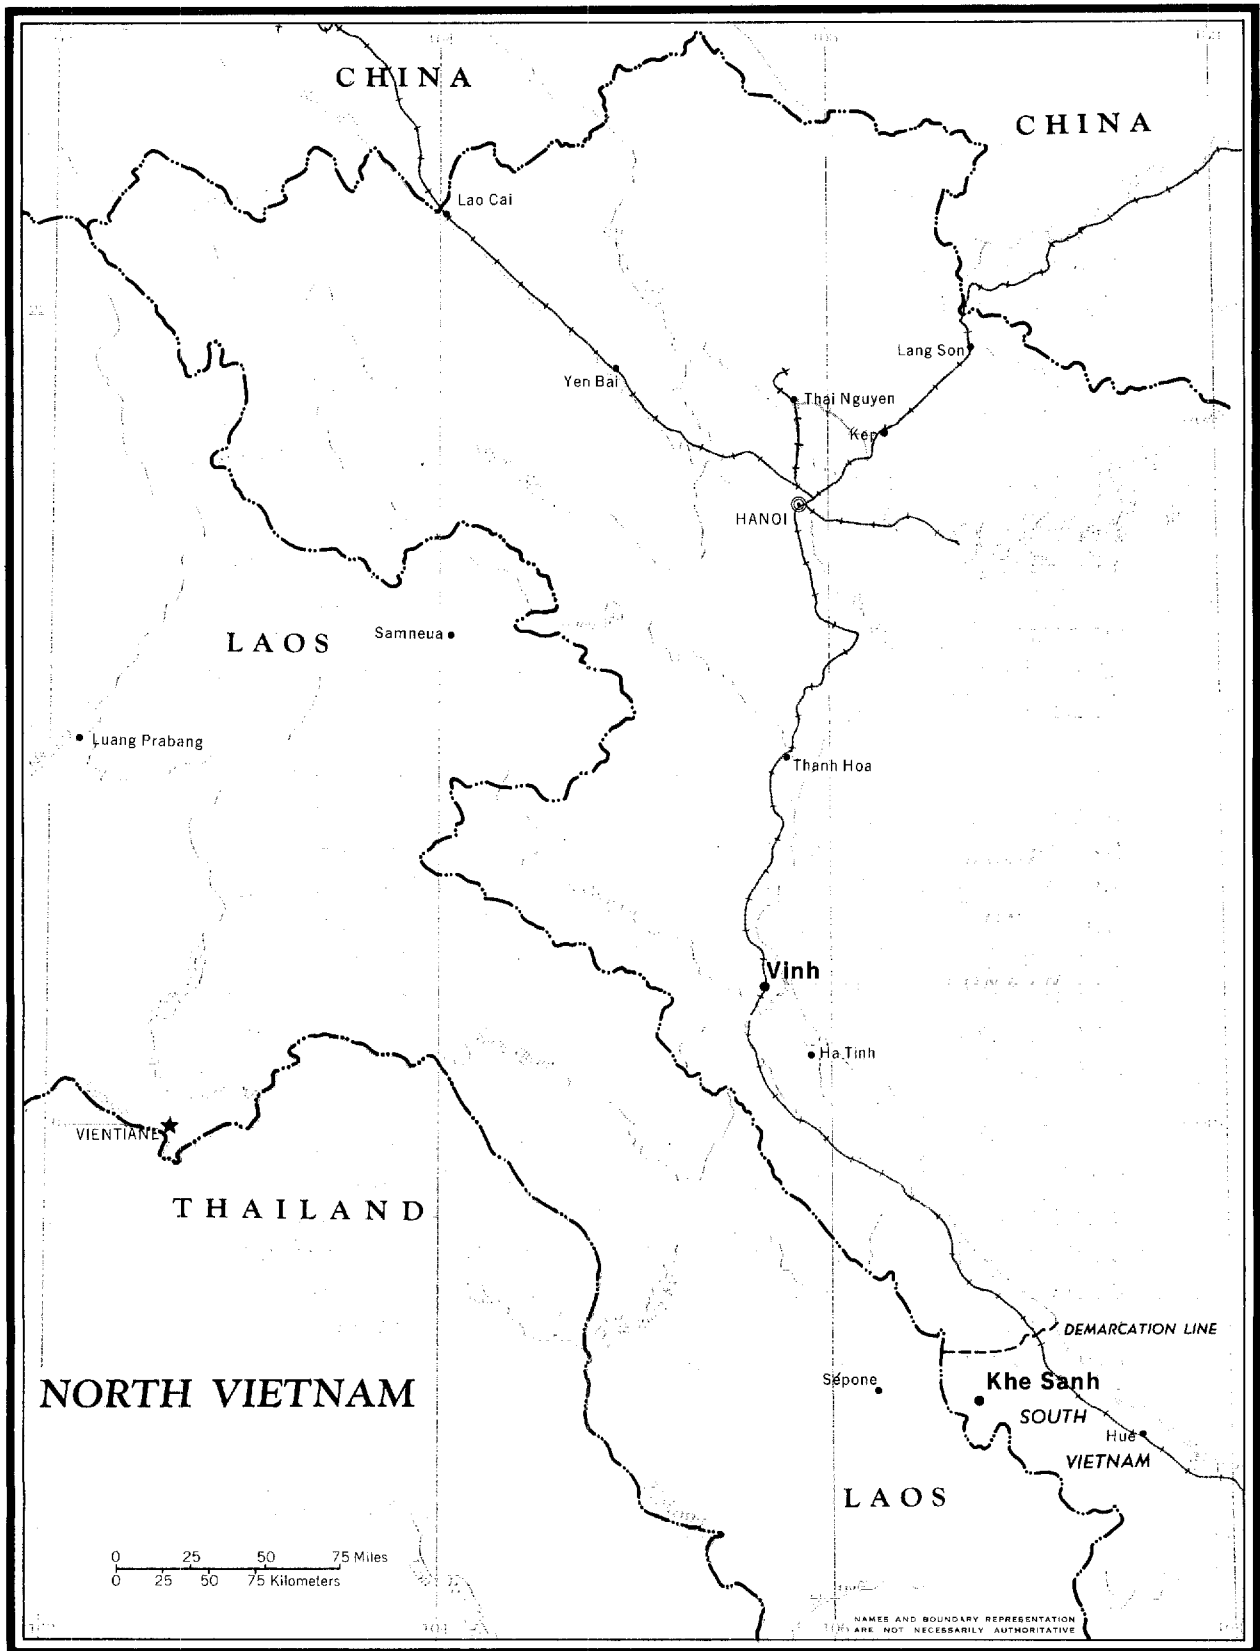 CHINA
CHINA
Lao Cai
Lang Son
Yen Bai
Thai Nguyen
Kep
HANOI
LAOS
Samneua
Luang Prabang
Thanh Hoa
Vinh
Ha Tinh
VIENTIANE
THAILAND
DEMARCATION LINE
NORTH VIETNAM
Sépone
Khe Sanh
SOUTH
VIETNAM
Hué
LAOS
0 25 50 75 Miles
0 25 50 75 Kilometers
NAMES AND BOUNDARY REPRESENTATION
ARE NOT NECESSARILY AUTHORITATIVE